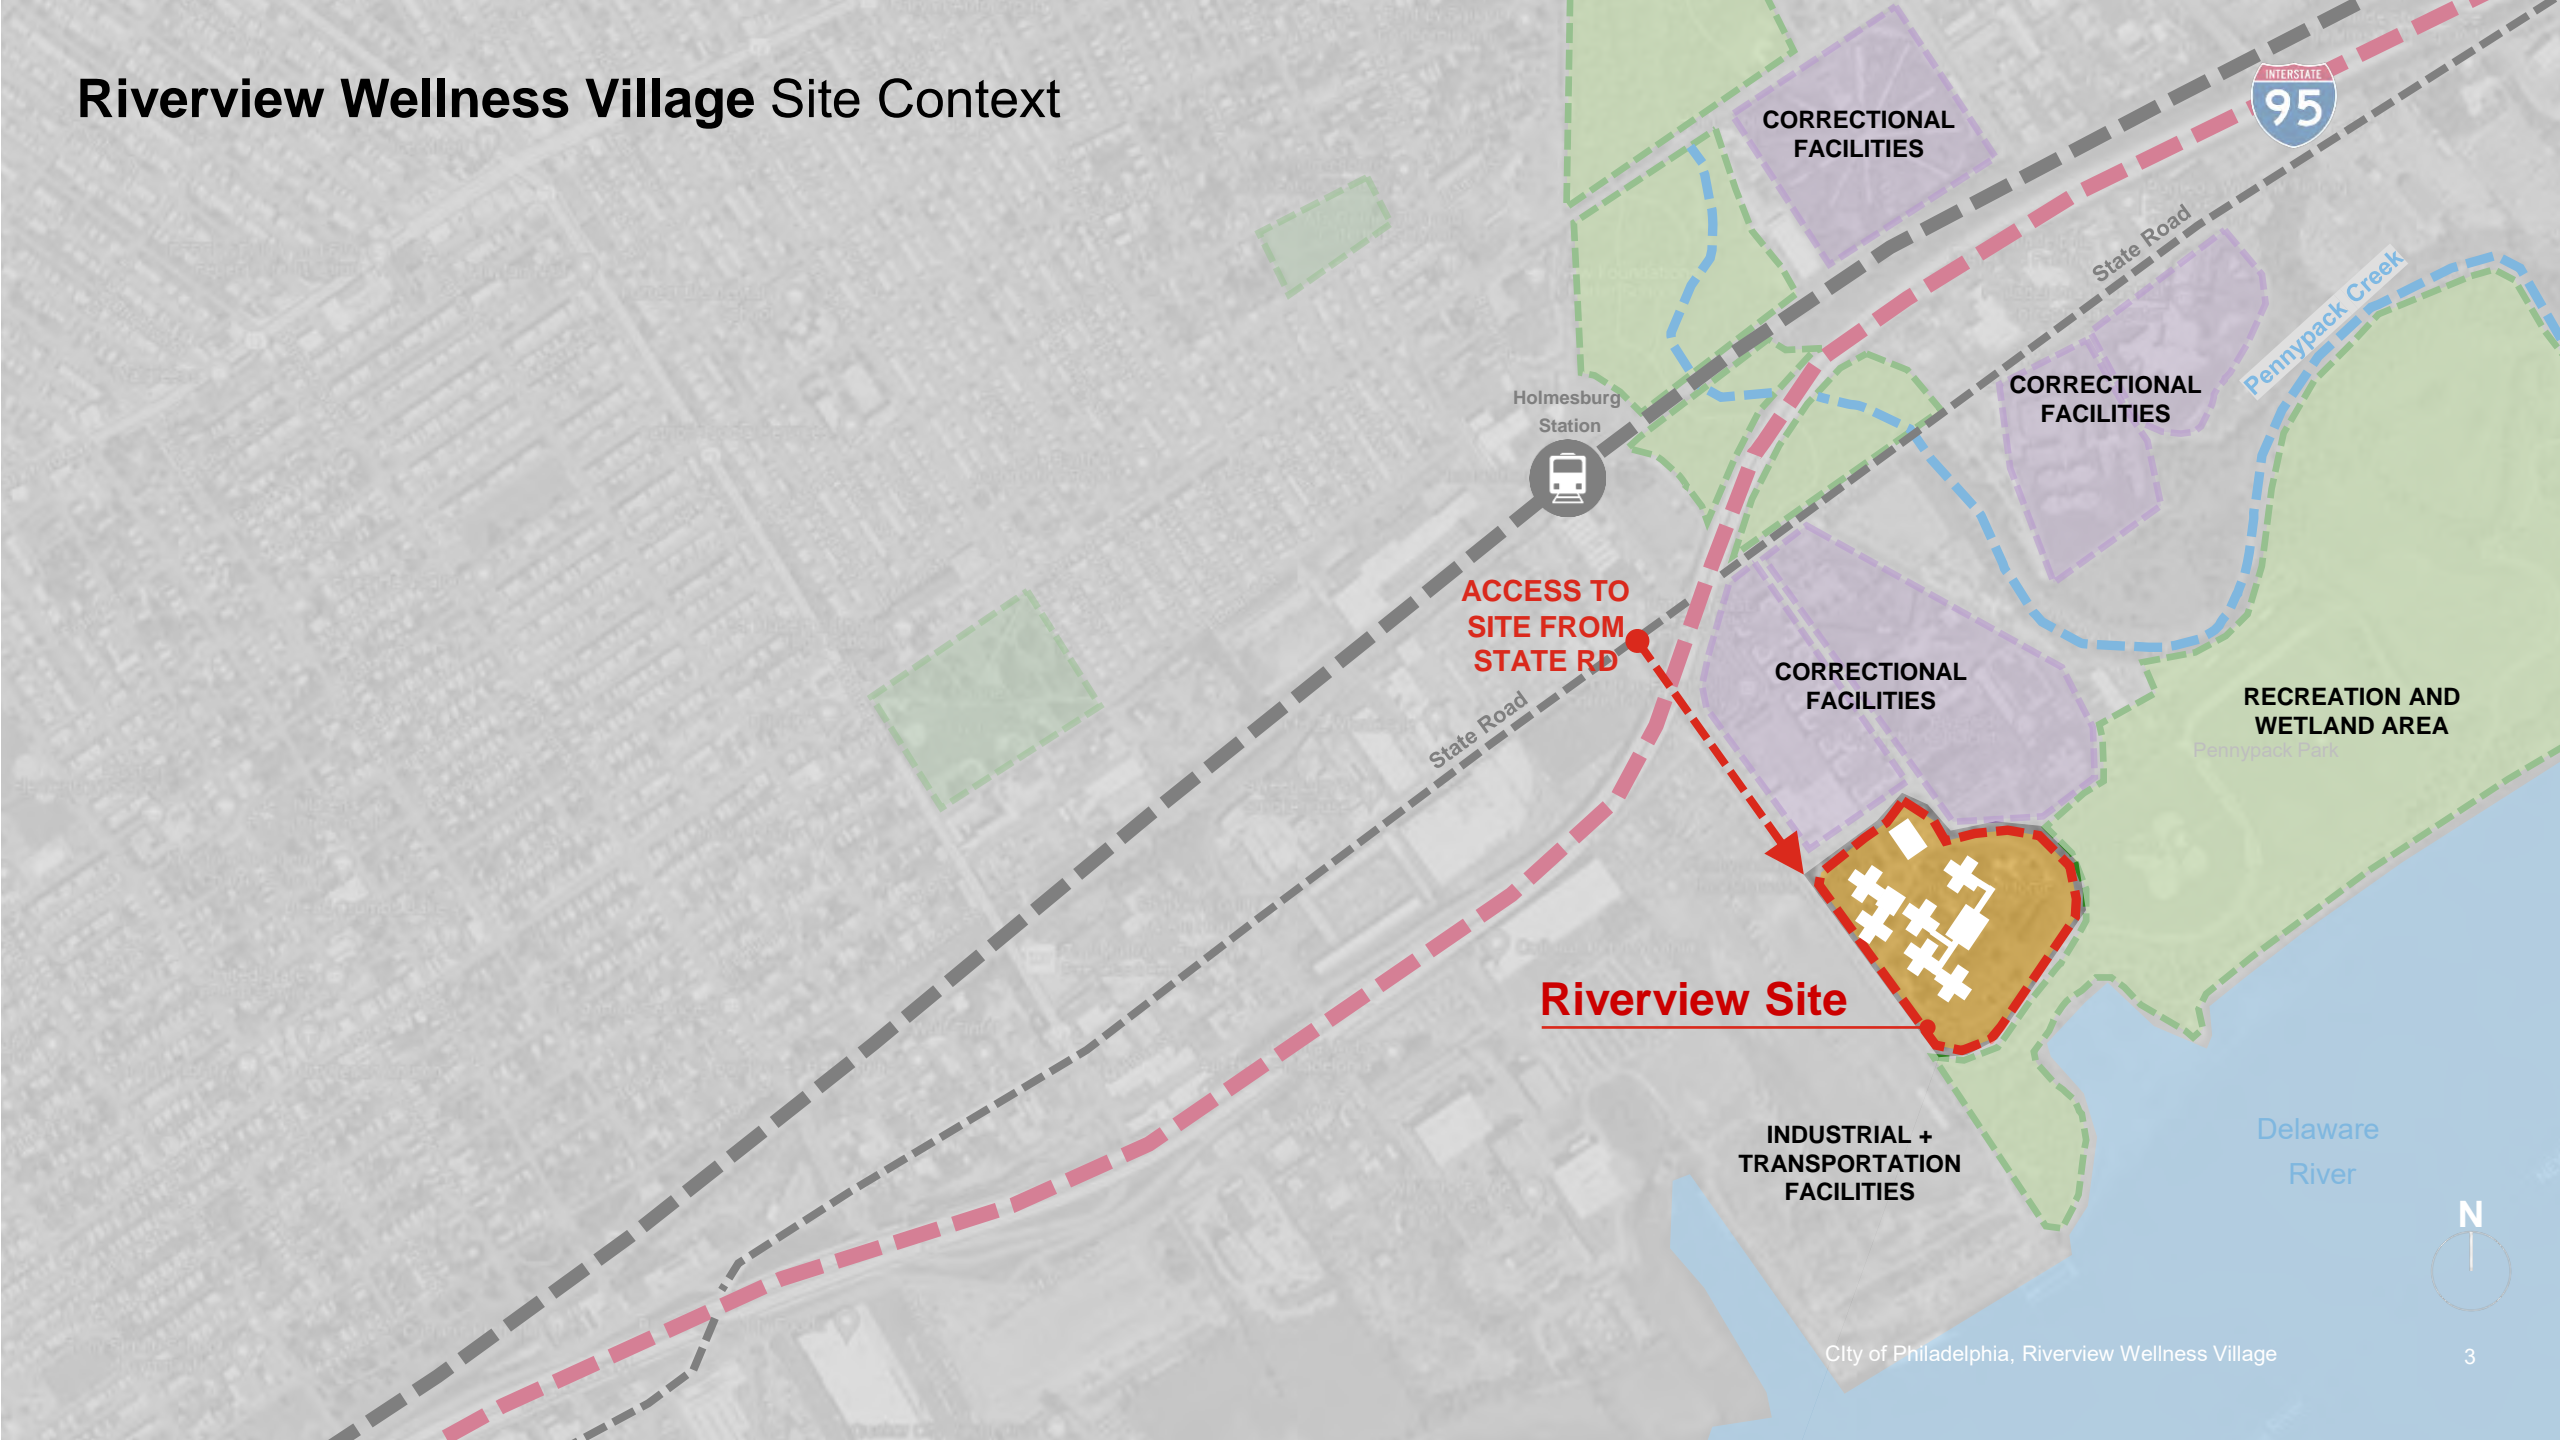 Riverview Wellness Village Site Context
CORRECTIONAL
FACILITIES
INTERSTATE
95
State Road
Pennypack Creek
Holmesburg
Station
CORRECTIONAL
FACILITIES
ACCESS TO
SITE FROM
STATE RD
State Road
CORRECTIONAL
FACILITIES
RECREATION AND
WETLAND AREA
Pennypack Park
Riverview Site
INDUSTRIAL +
TRANSPORTATION
FACILITIES
Delaware
River
N
CIty of Philadelphia, Riverview Wellness Village
3